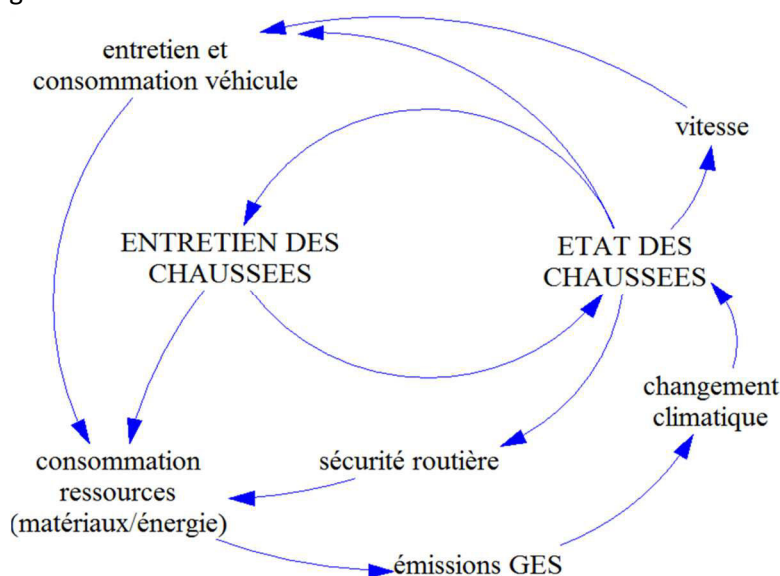 entretien et
consommation véhicule
vitesse
ENTRETIEN DES
CHAUSSEES
ETAT DES
CHAUSSEES
changement
climatique
consommation
ressources
(matériaux/énergie)
sécurité routière
émissions GES